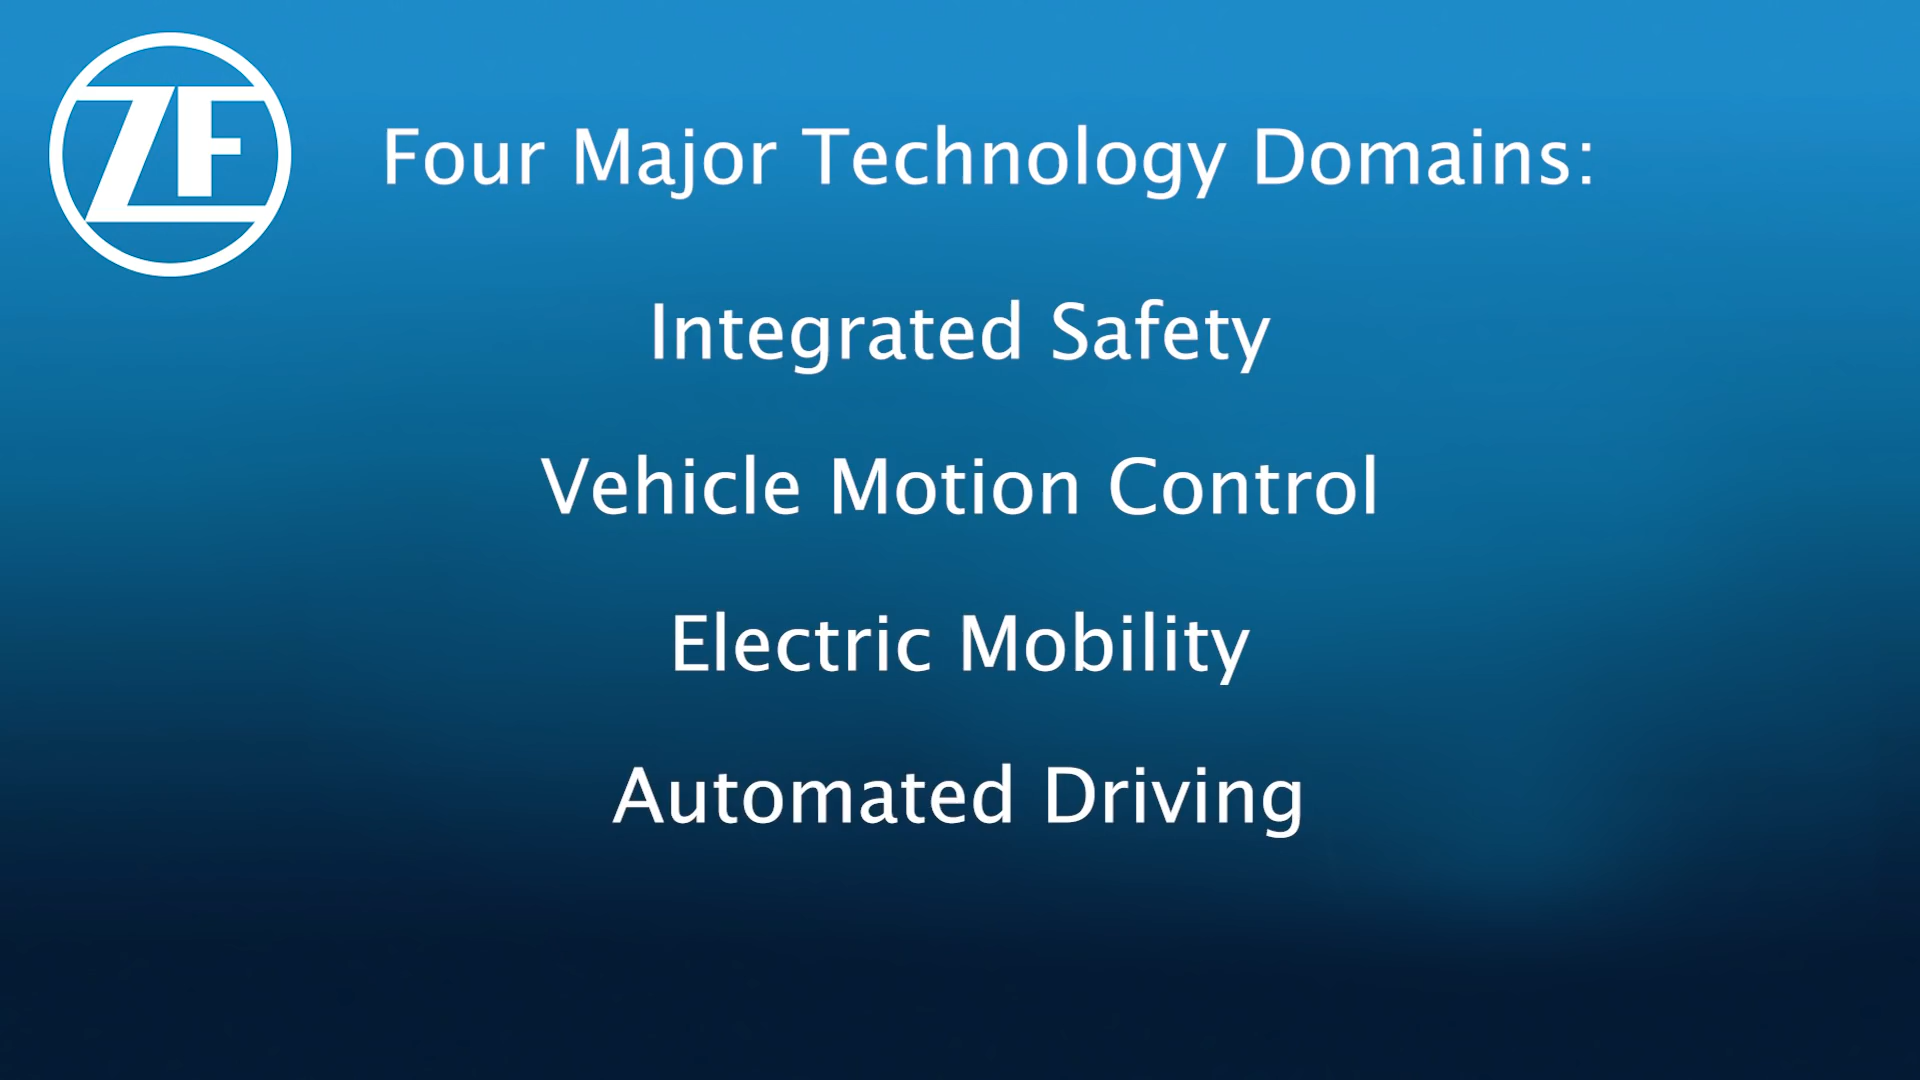 ZF
Four Major Technology Domains:
Integrated Safety
Vehicle Motion Control
Electric Mobility
Automated Driving